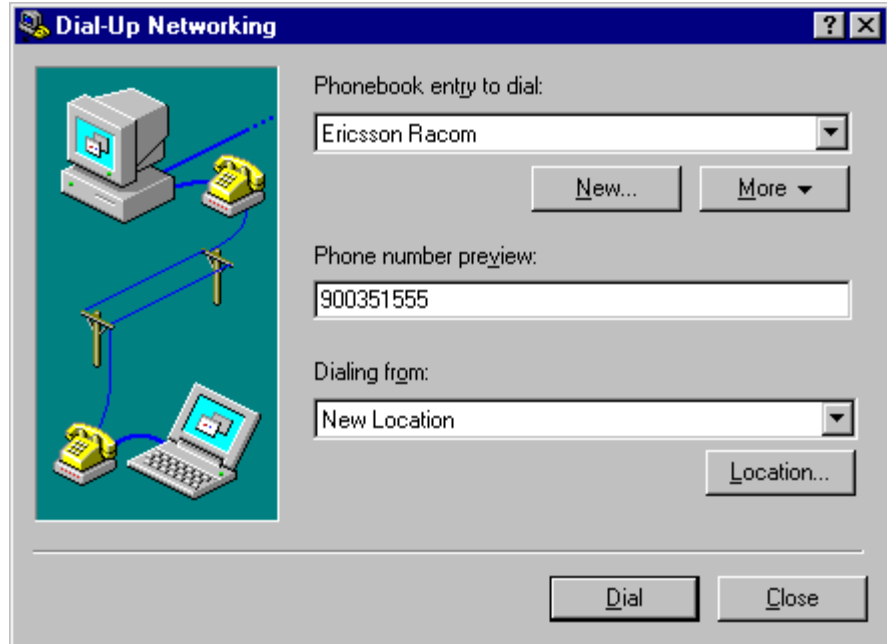 Dial-Up Networking
Phonebook entry to dial:
Ericsson Racom
New... More
Phone number preview:
900351555
Dialing from:
New Location
Location...
Dial Close